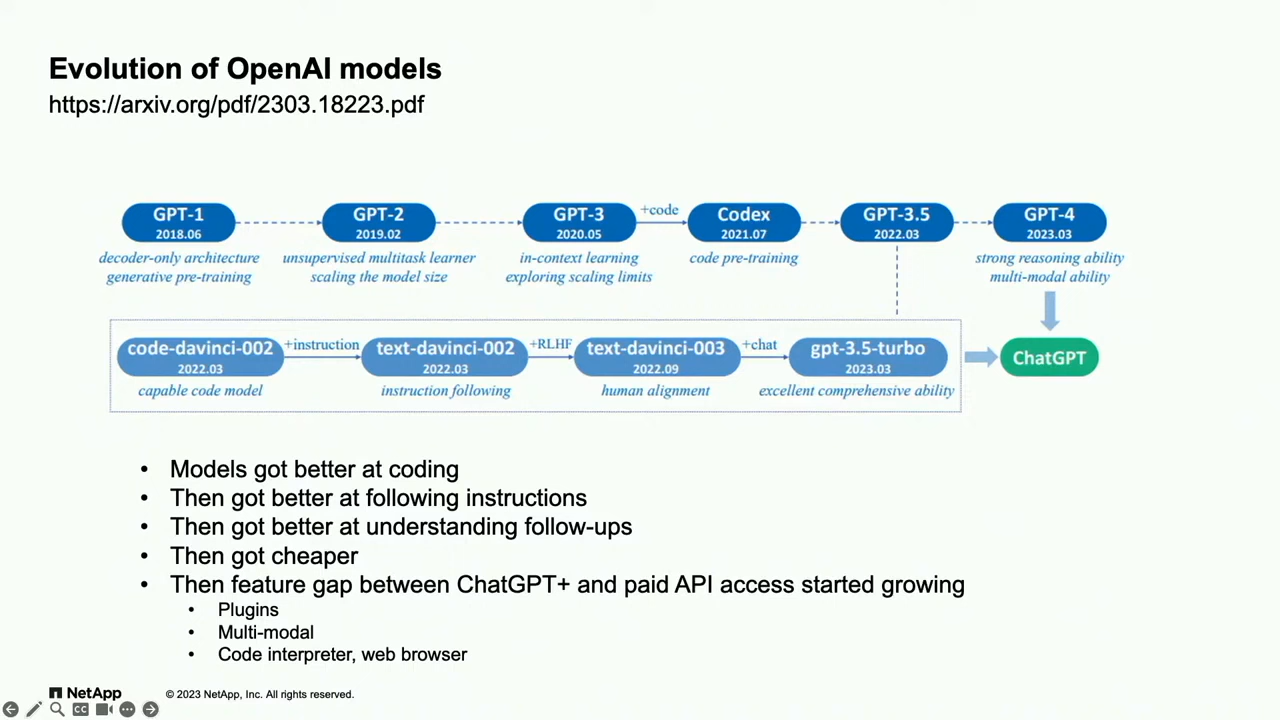 Evolution of OpenAI models
https://arxiv.org/pdf/2303.18223.pdf
GPT-1
2018.06
decoder-only architecture
generative pre-training
GPT-2
2019.02
unsupervised multitask learner
scaling the model size
GPT-3
2020.05
in-context learning
exploring scaling limits
+code
Codex
2021.07
code pre-training
GPT-3.5
2022.03
GPT-4
2023.03
strong reasoning ability
multi-modal ability
code-davinci-002
2022.03
capable code model
+instruction
text-davinci-002
2022.03
instruction following
+RLHF
text-davinci-003
2022.09
human alignment
+chat
gpt-3.5-turbo
2023.03
excellent comprehensive ability
ChatGPT
• Models got better at coding
• Then got better at following instructions
• Then got better at understanding follow-ups
• Then got cheaper
• Then feature gap between ChatGPT+ and paid API access started growing
• Plugins
• Multi-modal
• Code interpreter, web browser
NetApp
© 2023 NetApp, Inc. All rights reserved.
CC